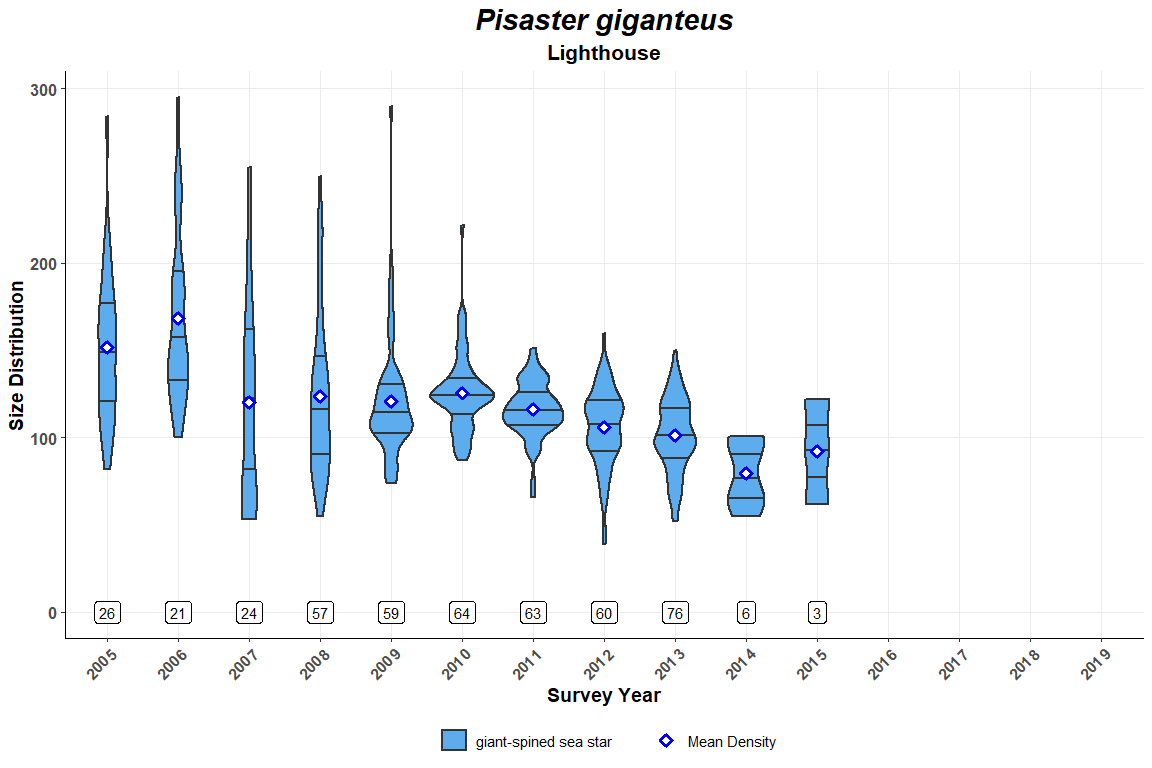 Pisaster giganteus
Lighthouse
Size Distribution
300
200
100
0
26 21 24 57 59 64 63 60 76 6 3
2005 2006 2007 2008 2009 2010 2011 2012 2013 2014 2015 2016 2017 2018 2019
Survey Year
giant-spined sea star Mean Density